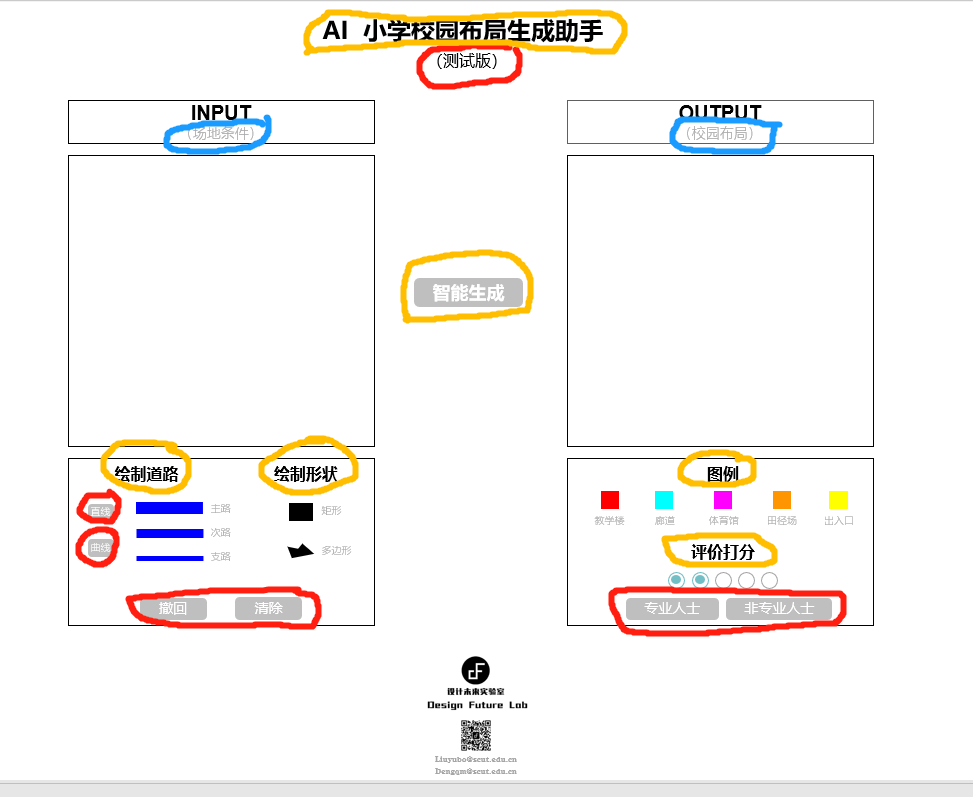 AI 小学校园布局生成助手
(测试版)
INPUT
(场地条件)
OUTPUT
(校园布局)
智能生成
绘制道路
绘制形状
直线
主路
矩形
次路
曲线
多边形
支路
撤回
清除
图例
教学楼 廊道 体育馆 田径场 出入口
评价打分
专业人士
非专业人士
设计未来实验室
Design Future Lab
Liuyubo@scut.edu.cn
Dengqm@scut.edu.cn